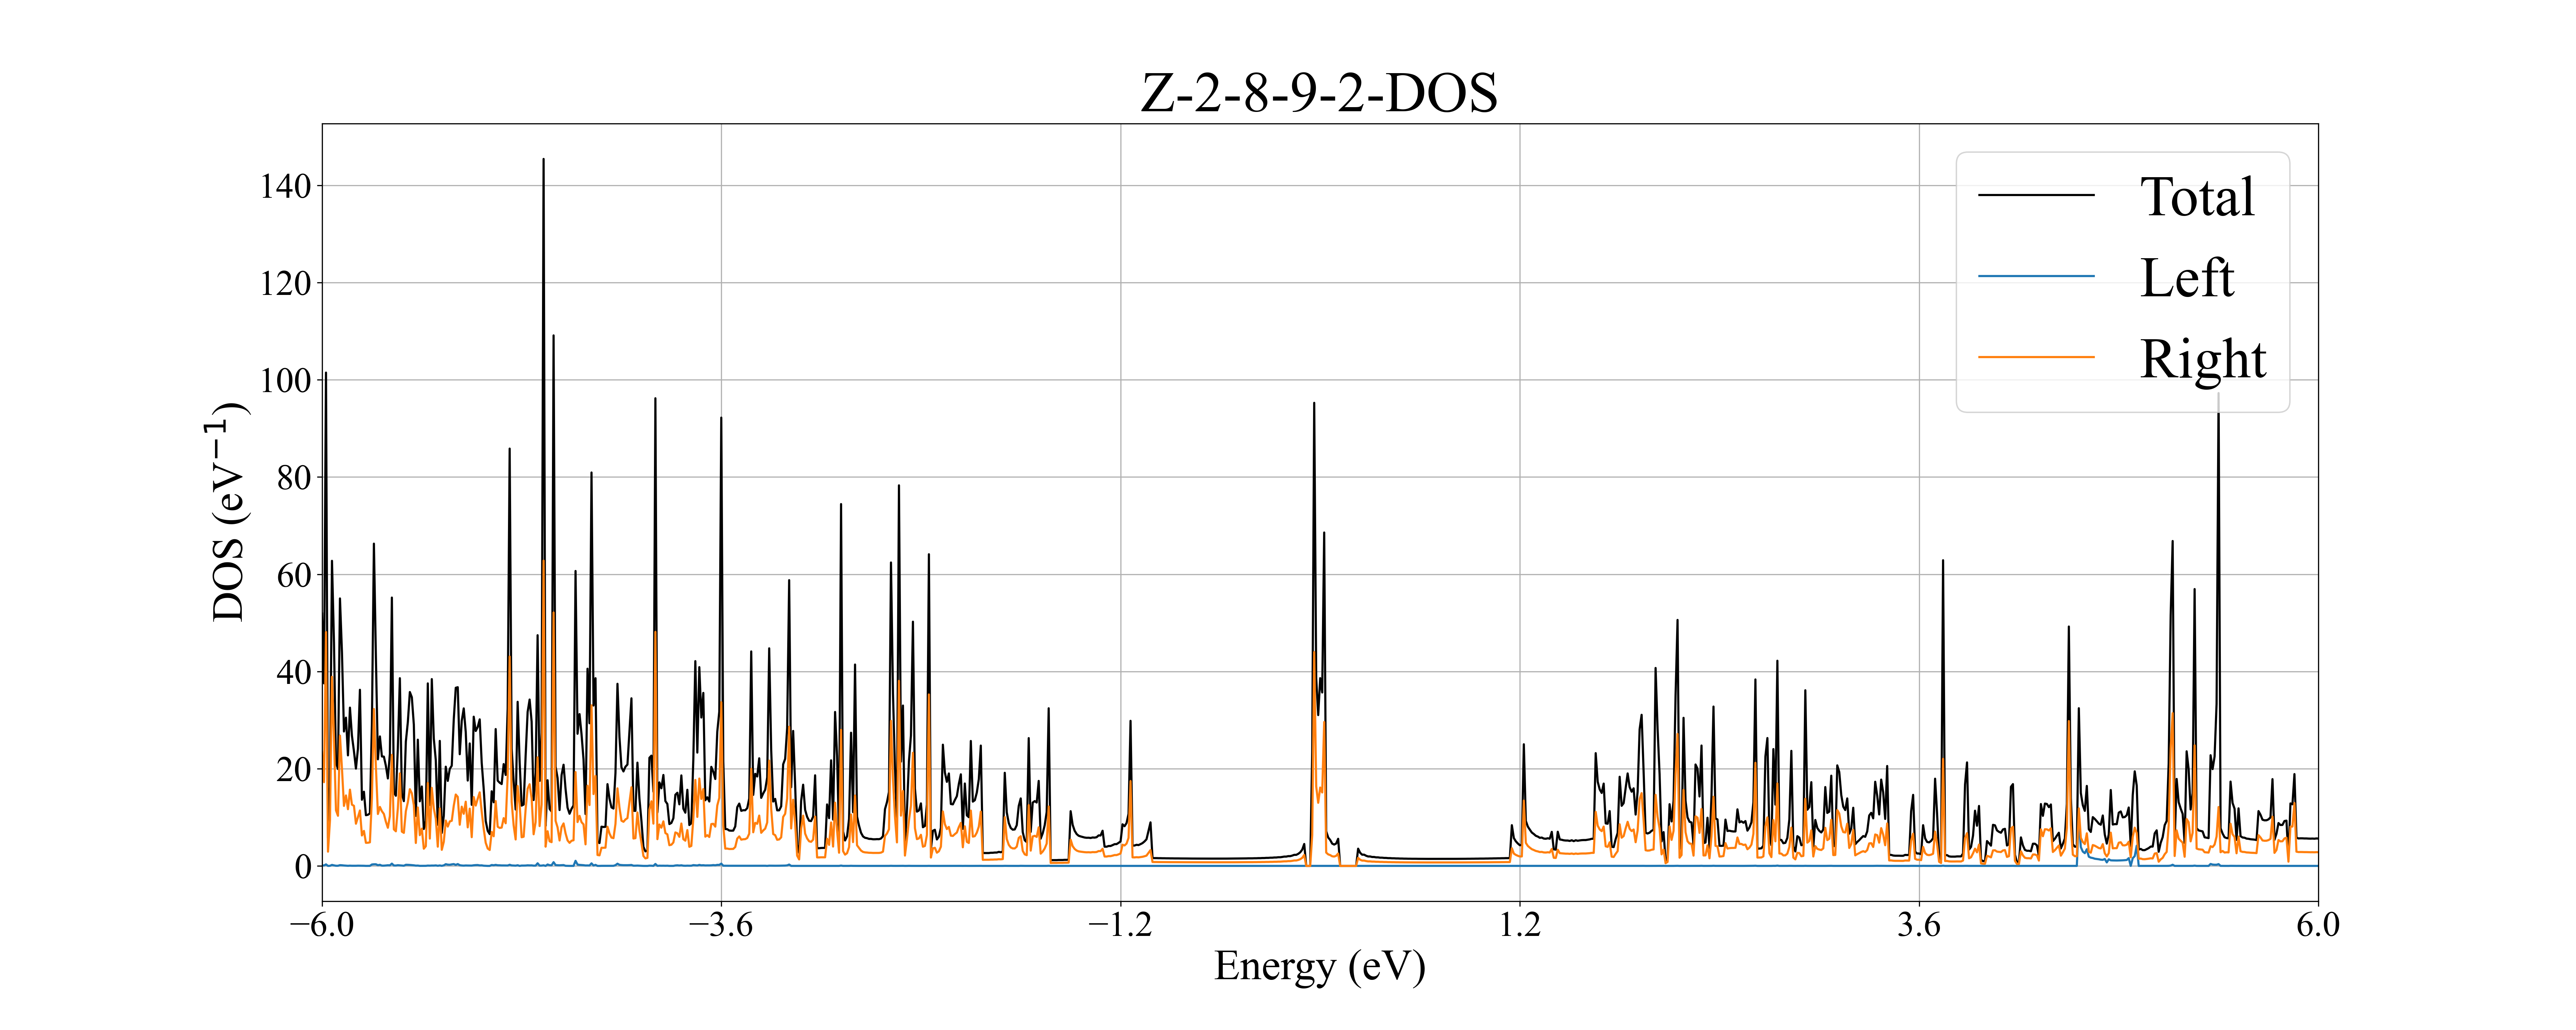 Z-2-8-9-2-DOS
DOS (eV⁻¹)
140
120
100
80
60
40
20
0
Total
Left
Right
−6.0 −3.6 −1.2 1.2 3.6 6.0
Energy (eV)